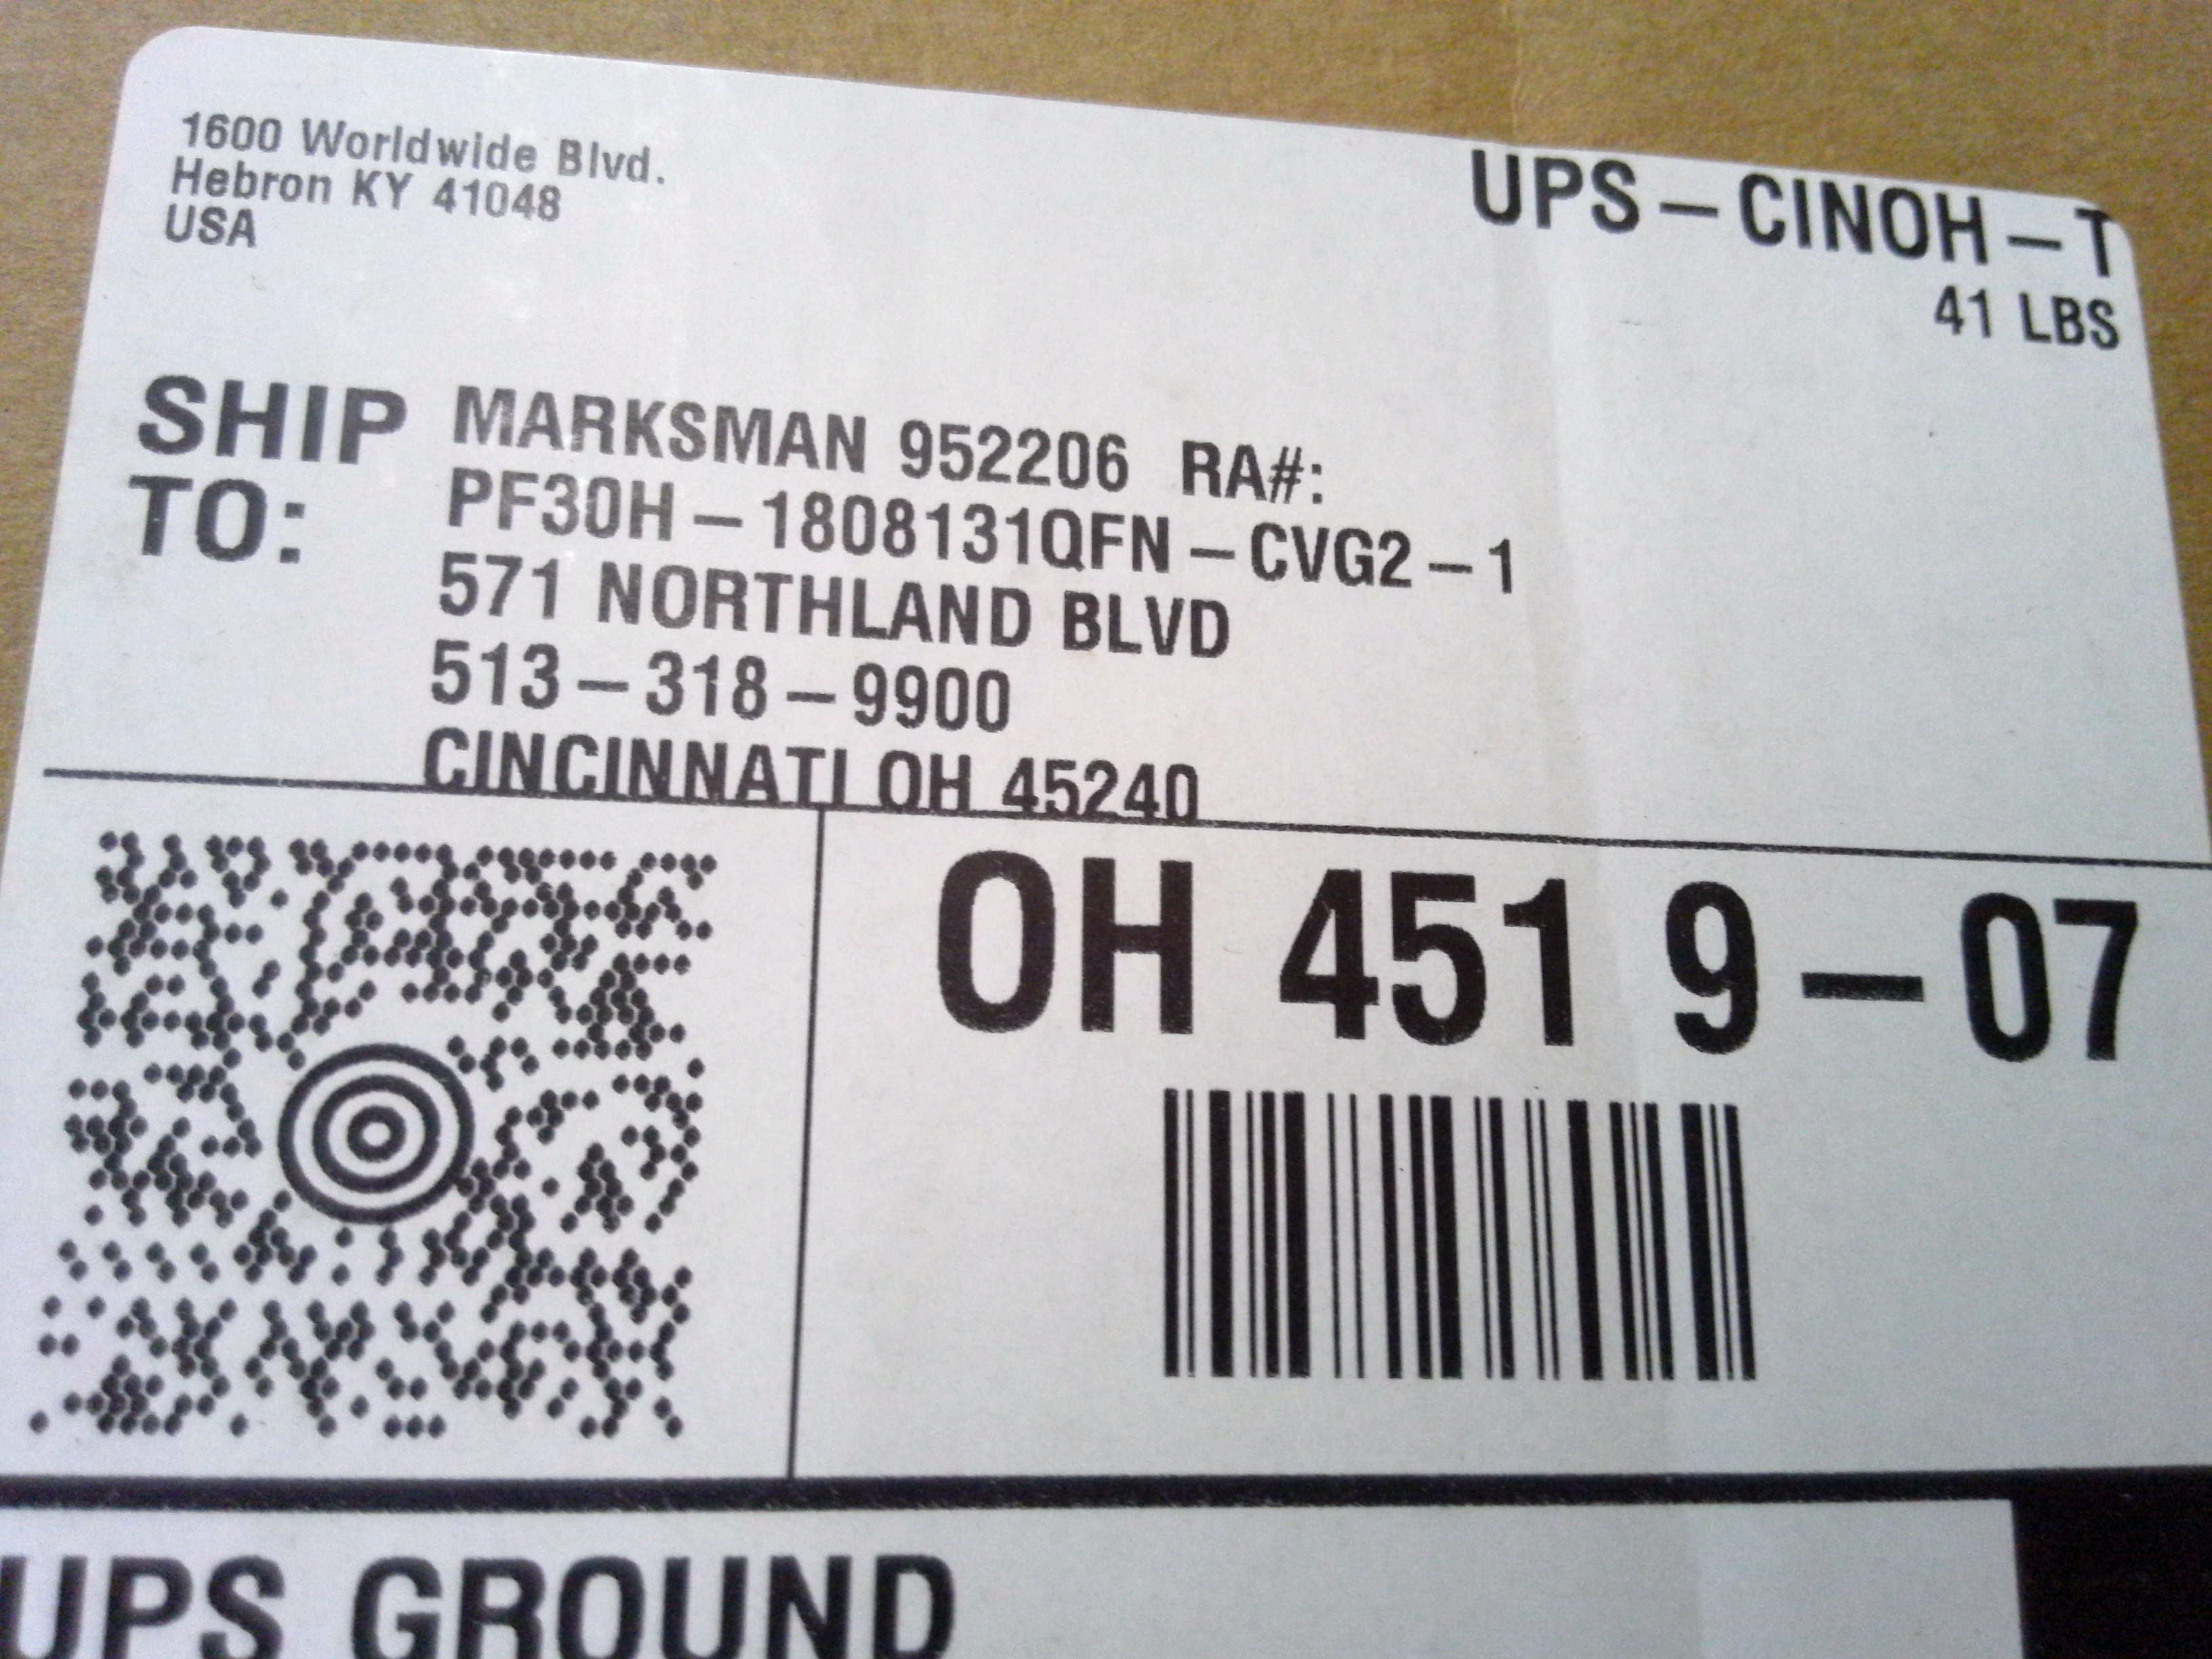 1600 Worldwide Blvd.
Hebron KY 41048
USA
UPS – CINOH – T
41 LBS
SHIP TO:
MARKSMAN 952206 RA#:
PF30H – 1808131QFN – CVG2 – 1
571 NORTHLAND BLVD
513 – 318 – 9900
CINCINNATI OH 45240
OH 451 9 – 07
UPS GROUND